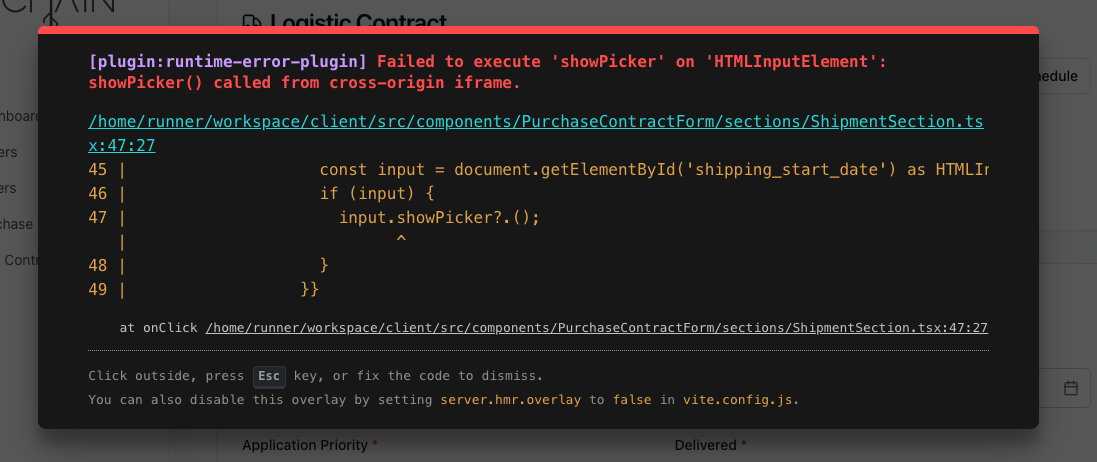 CHAIN
Logistic Contract
[plugin:runtime-error-plugin] Failed to execute 'showPicker' on 'HTMLInputElement':
showPicker() called from cross-origin iframe.
/home/runner/workspace/client/src/components/PurchaseContractForm/sections/ShipmentSection.ts
x:47:27
45 | const input = document.getElementById('shipping_start_date') as HTMLIn
46 | if (input) {
47 | input.showPicker?.();
| ^
48 | }
49 | }}
at onClick /home/runner/workspace/client/src/components/PurchaseContractForm/sections/ShipmentSection.tsx:47:27
Click outside, press Esc key, or fix the code to dismiss.
You can also disable this overlay by setting server.hmr.overlay to false in vite.config.js.
hedule
hboard
ers
ers
chase
Contr
Application Priority *
Delivered *